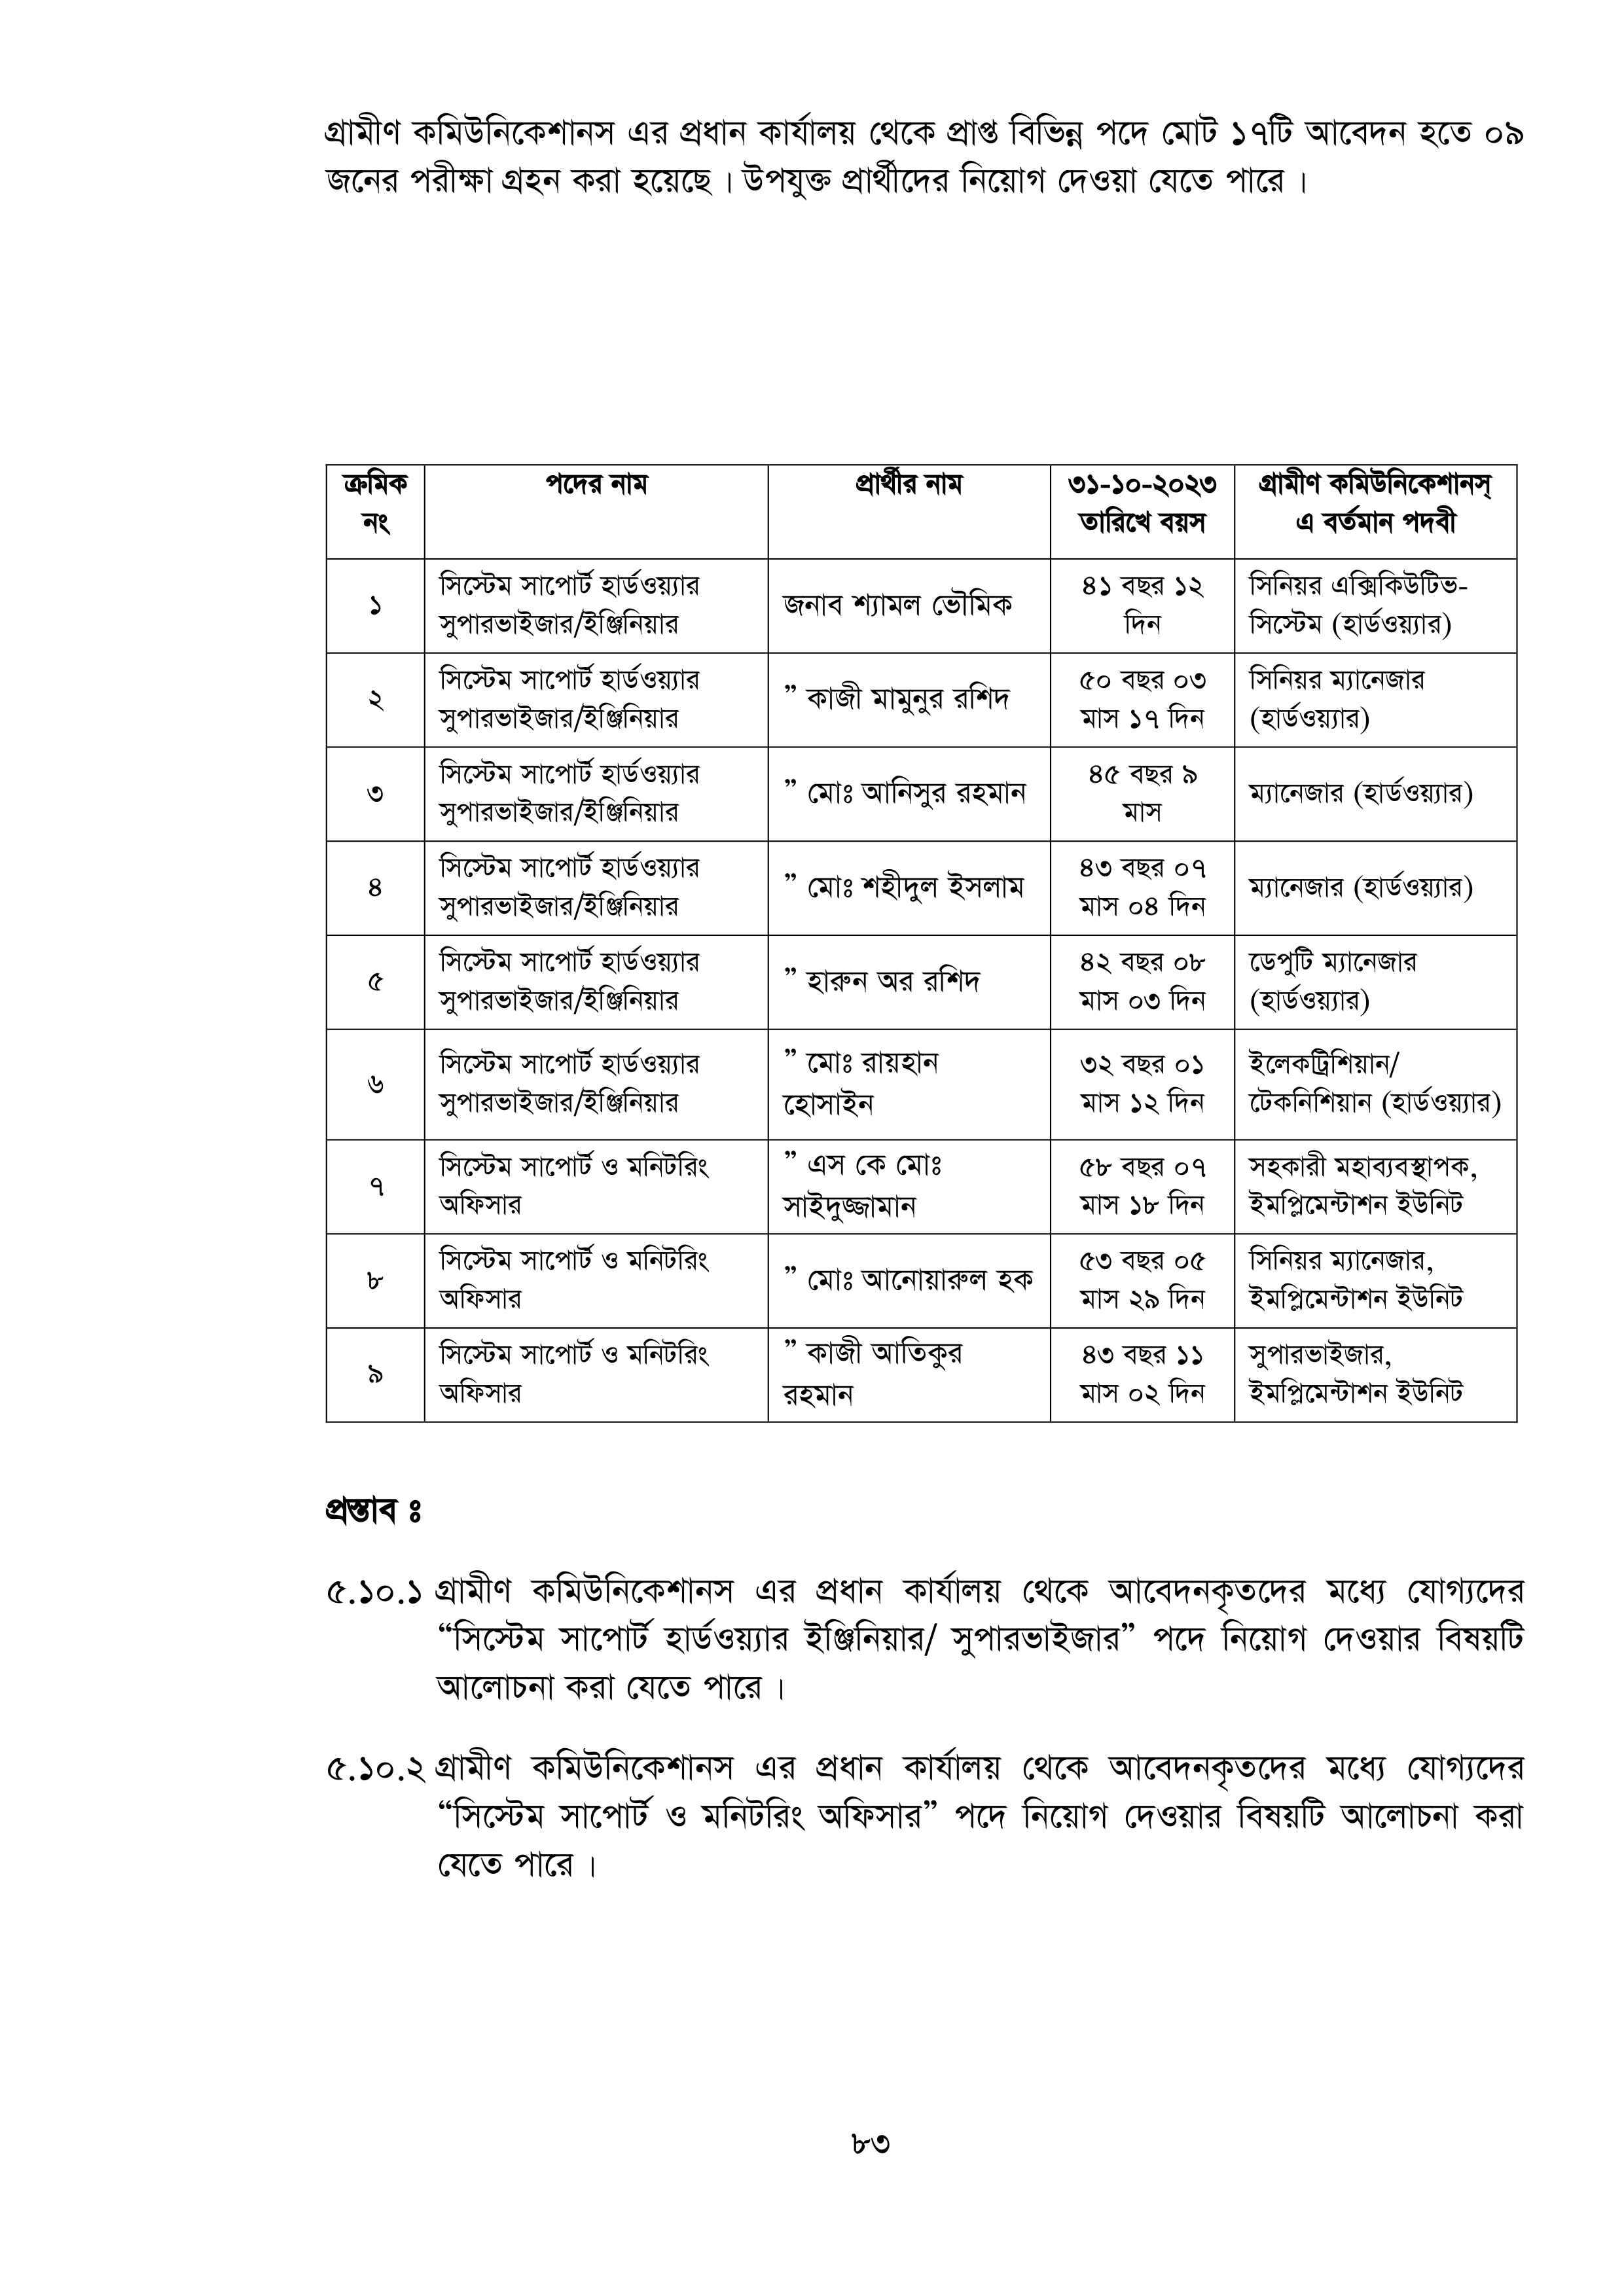 গ্রামীণ কমিউনিকেশানস এর প্রধান কার্যালয় থেকে প্রাপ্ত বিভিন্ন পদে মোট ১৭টি আবেদন হতে ০৯
জনের পরীক্ষা গ্রহন করা হয়েছে। উপযুক্ত প্রার্থীদের নিয়োগ দেওয়া যেতে পারে।
ক্রমিক নং | পদের নাম | প্রার্থীর নাম | ৩১-১০-২০২৩ তারিখে বয়স | গ্রামীণ কমিউনিকেশানস্ এ বর্তমান পদবী
১ | সিস্টেম সাপোর্ট হার্ডওয়্যার সুপারভাইজার/ইঞ্জিনিয়ার | জনাব শ্যামল ভৌমিক | ৪১ বছর ১২ দিন | সিনিয়র এক্সিকিউটিভ-সিস্টেম (হার্ডওয়্যার)
২ | সিস্টেম সাপোর্ট হার্ডওয়্যার সুপারভাইজার/ইঞ্জিনিয়ার | ” কাজী মামুনুর রশিদ | ৫০ বছর ০৩ মাস ১৭ দিন | সিনিয়র ম্যানেজার (হার্ডওয়্যার)
৩ | সিস্টেম সাপোর্ট হার্ডওয়্যার সুপারভাইজার/ইঞ্জিনিয়ার | ” মোঃ আনিসুর রহমান | ৪৫ বছর ৯ মাস | ম্যানেজার (হার্ডওয়্যার)
৪ | সিস্টেম সাপোর্ট হার্ডওয়্যার সুপারভাইজার/ইঞ্জিনিয়ার | ” মোঃ শহীদুল ইসলাম | ৪৩ বছর ০৭ মাস ০৪ দিন | ম্যানেজার (হার্ডওয়্যার)
৫ | সিস্টেম সাপোর্ট হার্ডওয়্যার সুপারভাইজার/ইঞ্জিনিয়ার | ” হারুন অর রশিদ | ৪২ বছর ০৮ মাস ০৩ দিন | ডেপুটি ম্যানেজার (হার্ডওয়্যার)
৬ | সিস্টেম সাপোর্ট হার্ডওয়্যার সুপারভাইজার/ইঞ্জিনিয়ার | ” মোঃ রায়হান হোসাইন | ৩২ বছর ০১ মাস ১২ দিন | ইলেকট্রিশিয়ান/ টেকনিশিয়ান (হার্ডওয়্যার)
৭ | সিস্টেম সাপোর্ট ও মনিটরিং অফিসার | ” এস কে মোঃ সাইদুজ্জামান | ৫৮ বছর ০৭ মাস ১৮ দিন | সহকারী মহাব্যবস্থাপক, ইমপ্লিমেন্টাশন ইউনিট
৮ | সিস্টেম সাপোর্ট ও মনিটরিং অফিসার | ” মোঃ আনোয়ারুল হক | ৫৩ বছর ০৫ মাস ২৯ দিন | সিনিয়র ম্যানেজার, ইমপ্লিমেন্টাশন ইউনিট
৯ | সিস্টেম সাপোর্ট ও মনিটরিং অফিসার | ” কাজী আতিকুর রহমান | ৪৩ বছর ১১ মাস ০২ দিন | সুপারভাইজার, ইমপ্লিমেন্টাশন ইউনিট
প্রস্তাব ঃ
৫.১০.১ গ্রামীণ কমিউনিকেশানস এর প্রধান কার্যালয় থেকে আবেদনকৃতদের মধ্যে যোগ্যদের
“সিস্টেম সাপোর্ট হার্ডওয়্যার ইঞ্জিনিয়ার/ সুপারভাইজার” পদে নিয়োগ দেওয়ার বিষয়টি
আলোচনা করা যেতে পারে।
৫.১০.২ গ্রামীণ কমিউনিকেশানস এর প্রধান কার্যালয় থেকে আবেদনকৃতদের মধ্যে যোগ্যদের
“সিস্টেম সাপোর্ট ও মনিটরিং অফিসার” পদে নিয়োগ দেওয়ার বিষয়টি আলোচনা করা
যেতে পারে।
৮৩